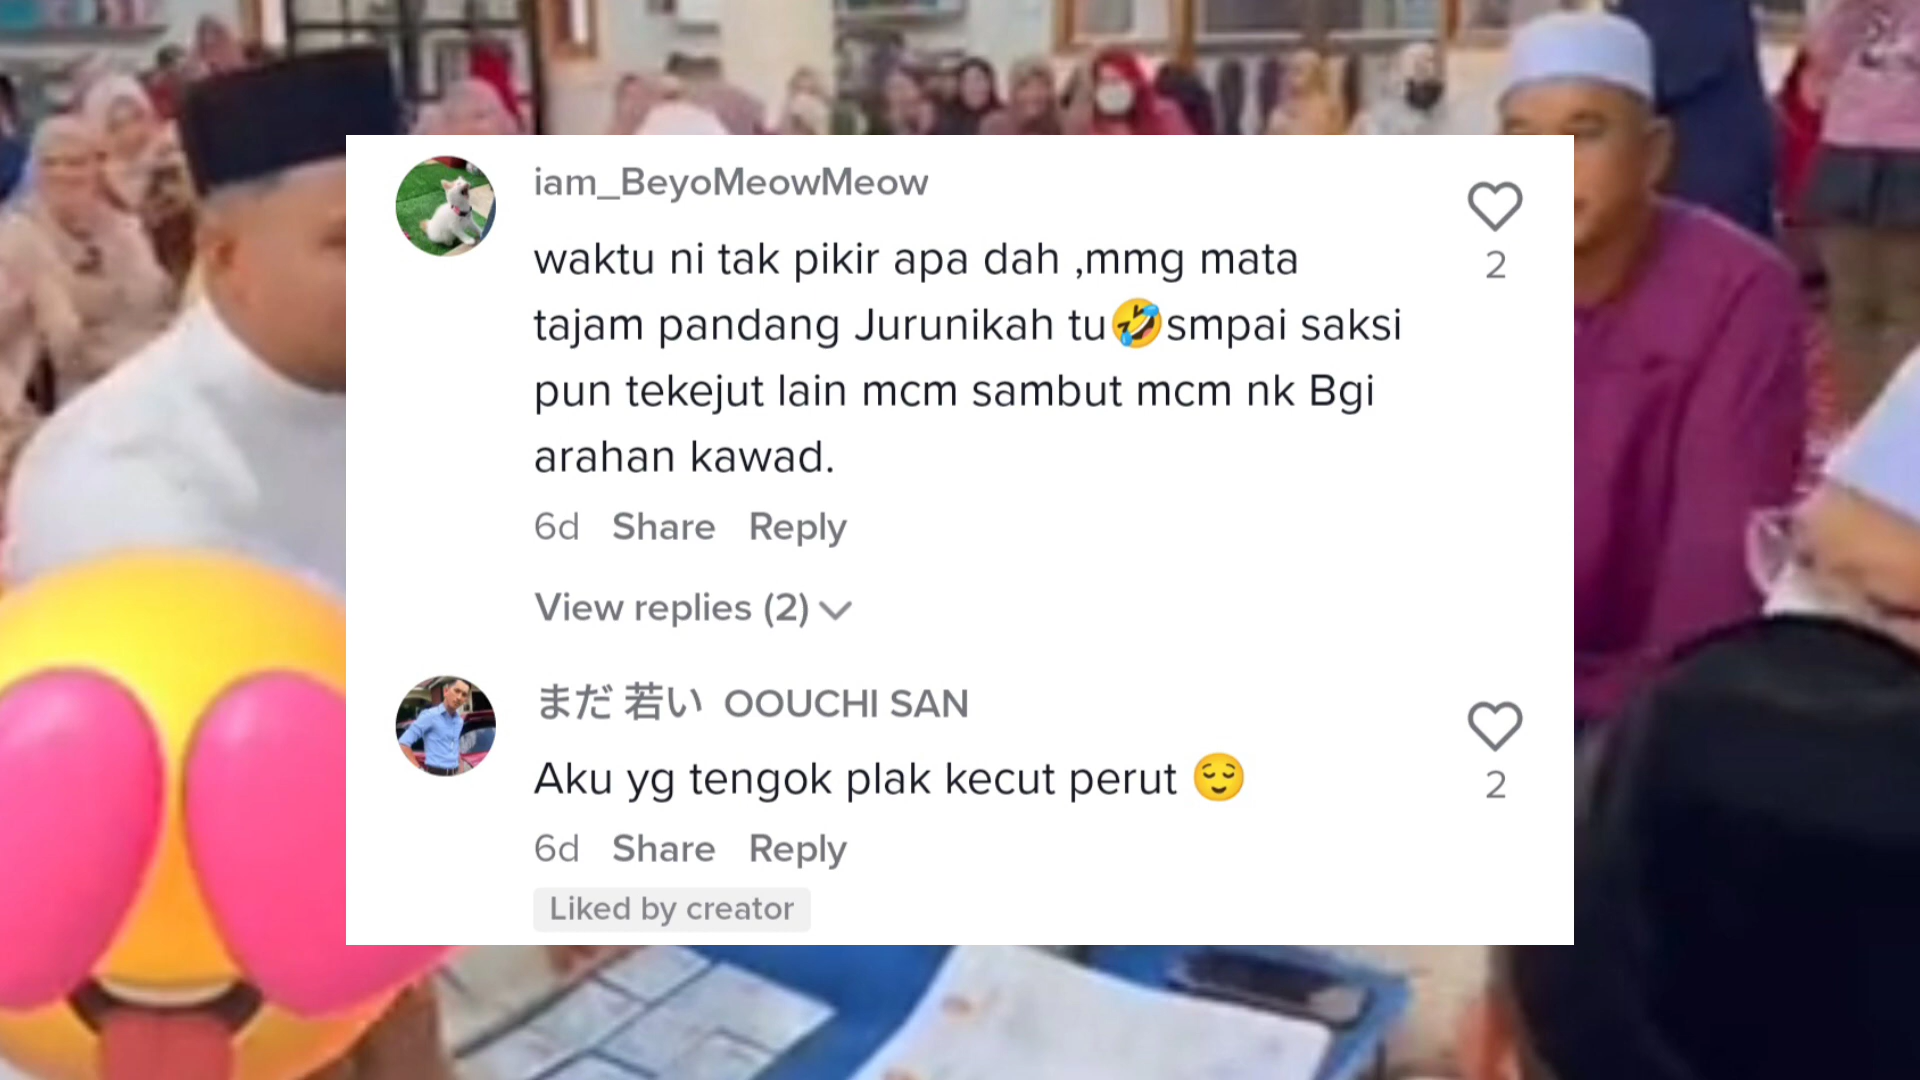 iam_BeyoMeowMeow
waktu ni tak pikir apa dah ,mmg mata
tajam pandang Jurunikah tu🤣smpai saksi
pun tekejut lain mcm sambut mcm nk Bgi
arahan kawad.
2
6d Share Reply
View replies (2)
まだ 若い OOUCHI SAN
Aku yg tengok plak kecut perut 😌
2
6d Share Reply
Liked by creator